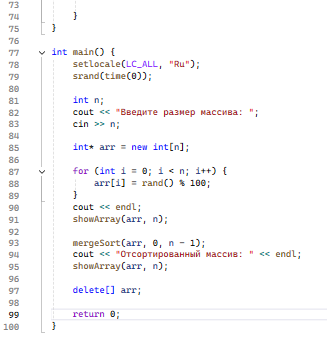 73
74 }
75 }
76
77 int main() {
78 setlocale(LC_ALL, "Ru");
79 srand(time(0));
80
81 int n;
82 cout << "Введите размер массива: ";
83 cin >> n;
84
85 int* arr = new int[n];
86
87 for (int i = 0; i < n; i++) {
88 arr[i] = rand() % 100;
89 }
90 cout << endl;
91 showArray(arr, n);
92
93 mergeSort(arr, 0, n - 1);
94 cout << "Отсортированный массив: " << endl;
95 showArray(arr, n);
96
97 delete[] arr;
98
99 return 0;
100 }